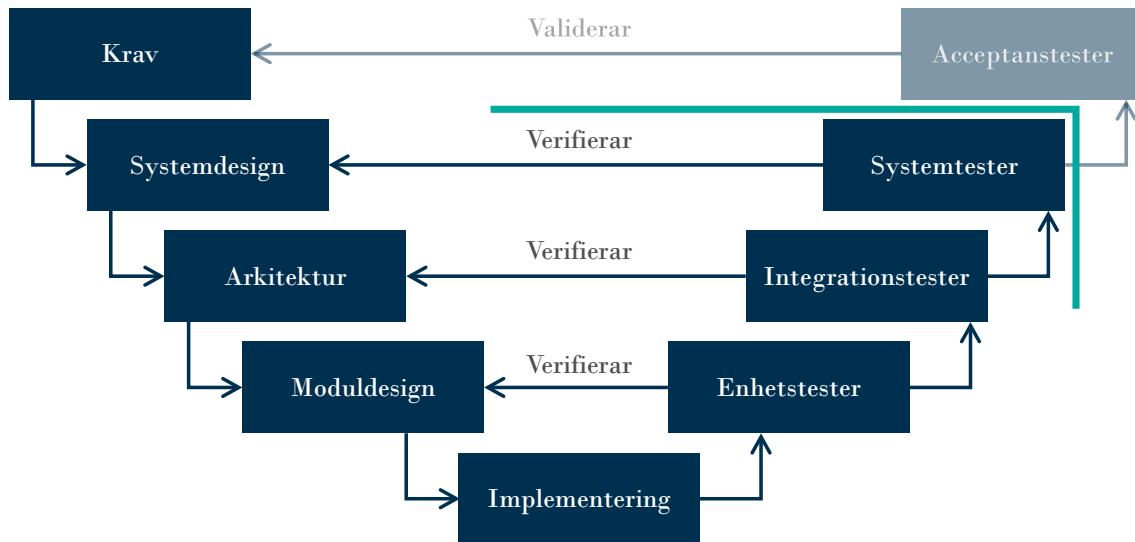 Krav
Validerar
Acceptanstester
Systemdesign
Verifierar
Systemtester
Arkitektur
Verifierar
Integrationstester
Moduldesign
Verifierar
Enhetstester
Implementering